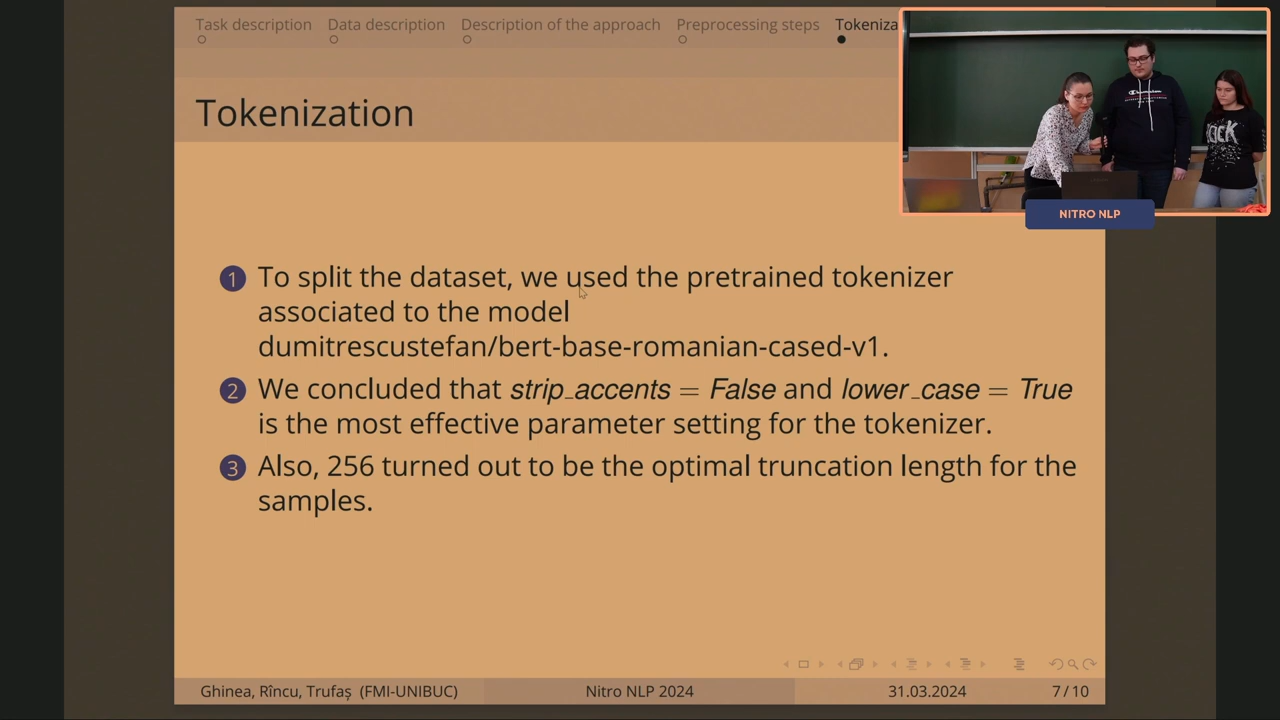 Task description Data description Description of the approach Preprocessing steps Tokeniza
Tokenization
NITRO NLP
1 To split the dataset, we used the pretrained tokenizer
associated to the model
dumitrescustefan/bert-base-romanian-cased-v1.
2 We concluded that strip_accents = False and lower_case = True
is the most effective parameter setting for the tokenizer.
3 Also, 256 turned out to be the optimal truncation length for the
samples.
Ghinea, Rîncu, Trufaș (FMI-UNIBUC) Nitro NLP 2024 31.03.2024 7 / 10